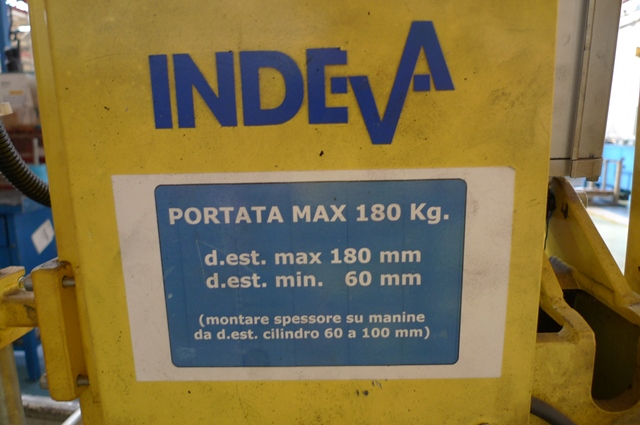 INDEVA
PORTATA MAX 180 Kg.
d.est. max 180 mm
d.est. min. 60 mm
(montare spessore su manine
da d.est. cilindro 60 a 100 mm)